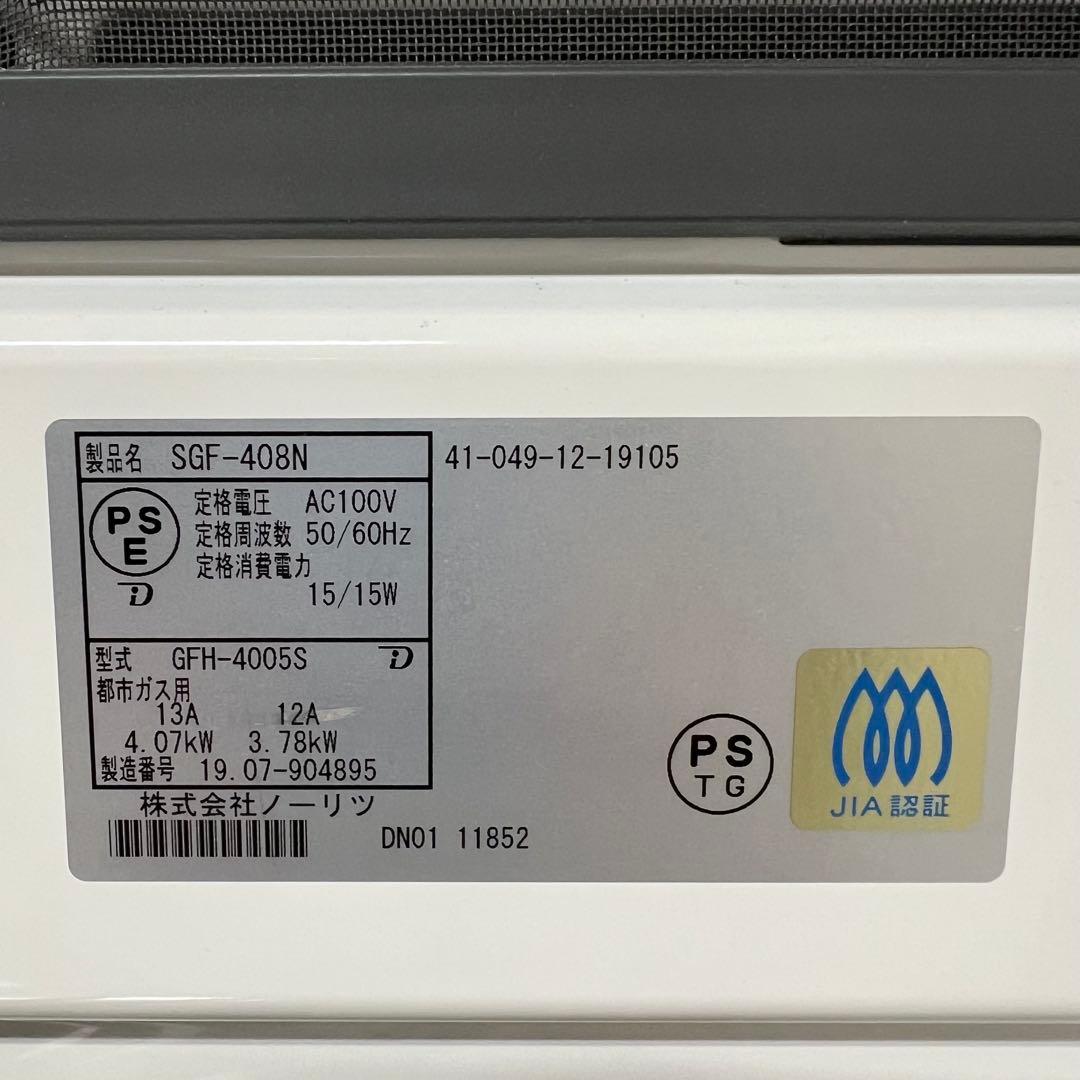 製品名 SGF-408N
41-049-12-19105
PS
E
定格電圧 AC100V
定格周波数 50/60Hz
定格消費電力
15/15W
型式 GFH-4005S
都市ガス用
13A 12A
4.07kW 3.78kW
製造番号 19.07-904895
株式会社ノーリツ
DN01 11852
PS
TG
JIA認証